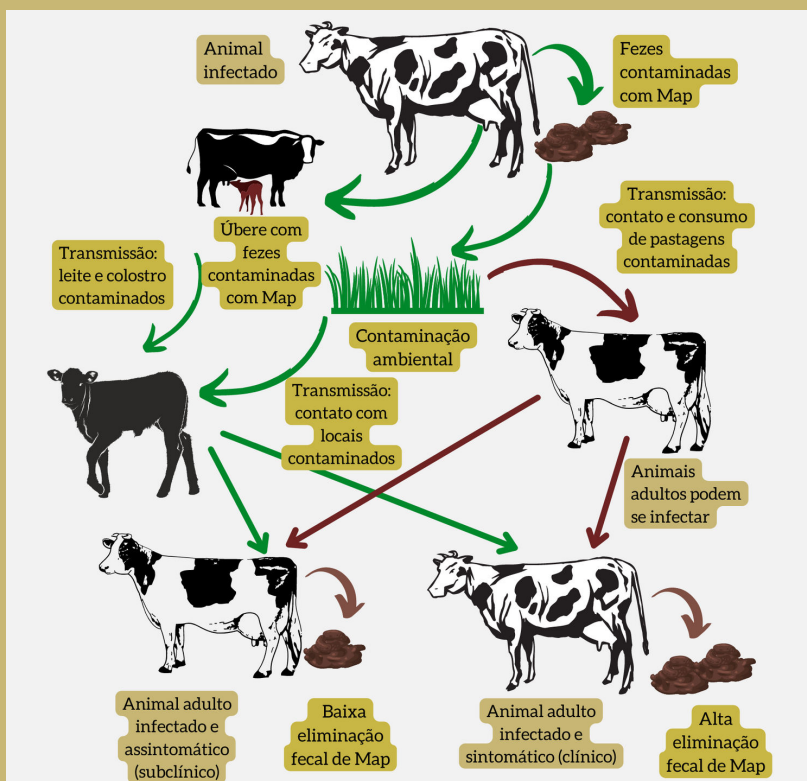 Animal
infectado
Fezes
contaminadas
com Map
Úbere com
fezes
contaminadas
com Map
Transmissão:
contato e consumo
de pastagens
contaminadas
Transmissão:
leite e colostro
contaminados
Contaminação
ambiental
Transmissão:
contato com
locais
contaminados
Animais
adultos podem
se infectar
Animal adulto
infectado e
assintomático
(subclínico)
Baixa
eliminação
fecal de Map
Animal adulto
infectado e
sintomático (clínico)
Alta
eliminação
fecal de Map